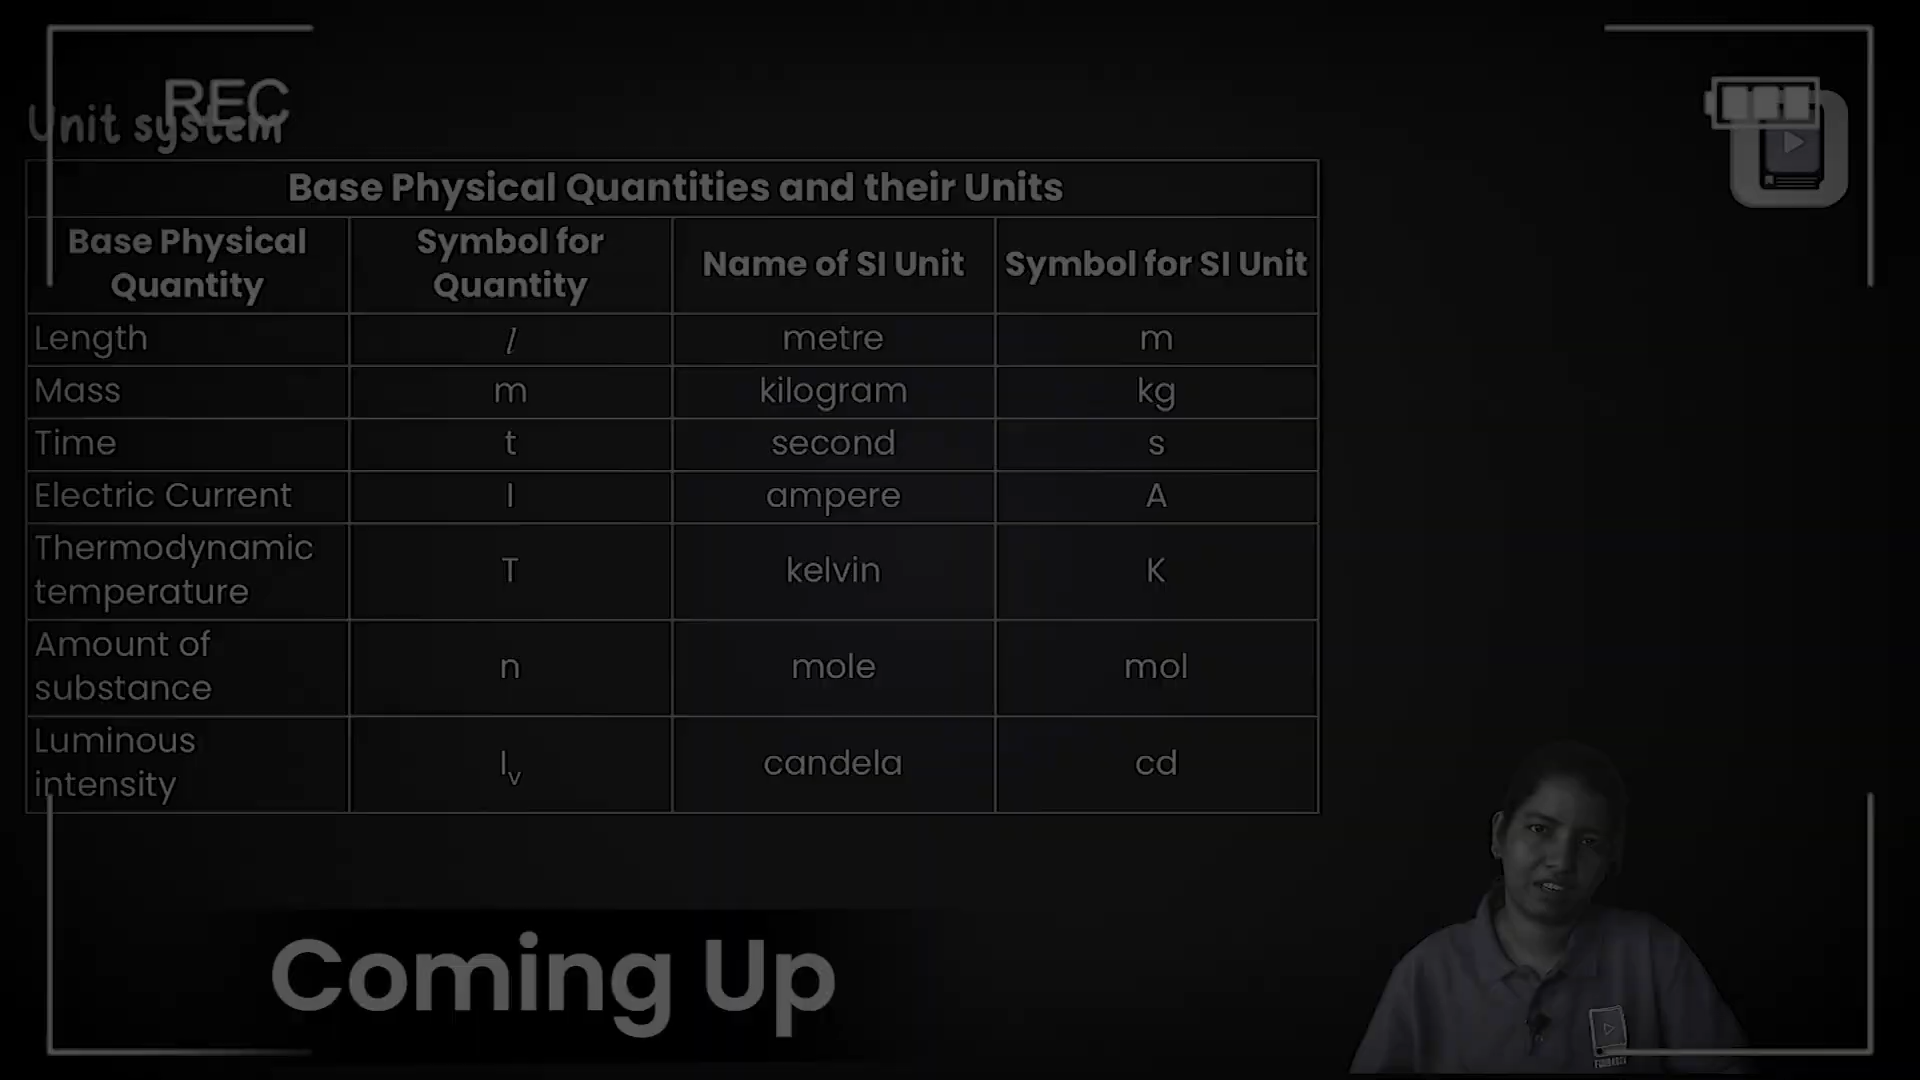 REC
Unit system
Base Physical Quantities and their Units
Base Physical Quantity Symbol for Quantity Name of SI Unit Symbol for SI Unit
Length l metre m
Mass m kilogram kg
Time t second s
Electric Current I ampere A
Thermodynamic temperature T kelvin K
Amount of substance n mole mol
Luminous intensity Iv candela cd
Coming Up